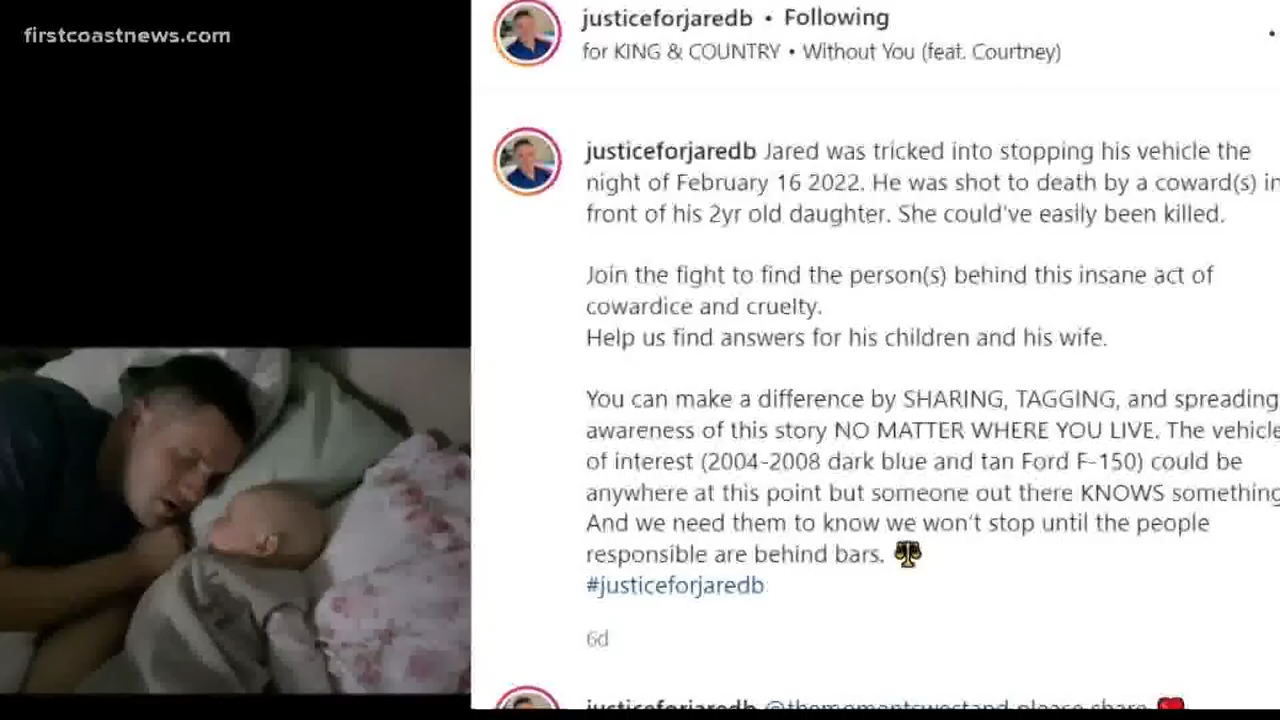 firstcoastnews.com
justiceforjaredb • Following
for KING & COUNTRY • Without You (feat. Courtney)
justiceforjaredb Jared was tricked into stopping his vehicle the
night of February 16 2022. He was shot to death by a coward(s) in
front of his 2yr old daughter. She could've easily been killed.
Join the fight to find the person(s) behind this insane act of
cowardice and cruelty.
Help us find answers for his children and his wife.
You can make a difference by SHARING, TAGGING, and spreading
awareness of this story NO MATTER WHERE YOU LIVE. The vehicle
of interest (2004-2008 dark blue and tan Ford F-150) could be
anywhere at this point but someone out there KNOWS something
And we need them to know we won't stop until the people
responsible are behind bars.
#justiceforjaredb
6d
justiceforjaredb @themomentswestand please share